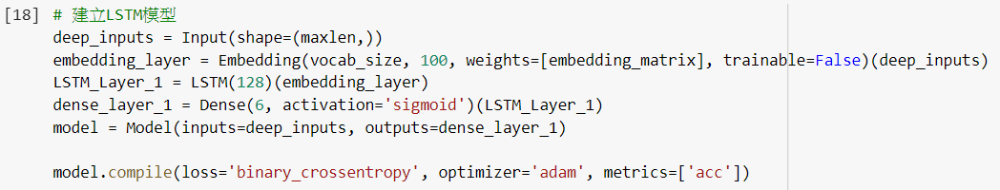 [18] # 建立LSTM模型
deep_inputs = Input(shape=(maxlen,))
embedding_layer = Embedding(vocab_size, 100, weights=[embedding_matrix], trainable=False)(deep_inputs)
LSTM_Layer_1 = LSTM(128)(embedding_layer)
dense_layer_1 = Dense(6, activation='sigmoid')(LSTM_Layer_1)
model = Model(inputs=deep_inputs, outputs=dense_layer_1)
model.compile(loss='binary_crossentropy', optimizer='adam', metrics=['acc'])